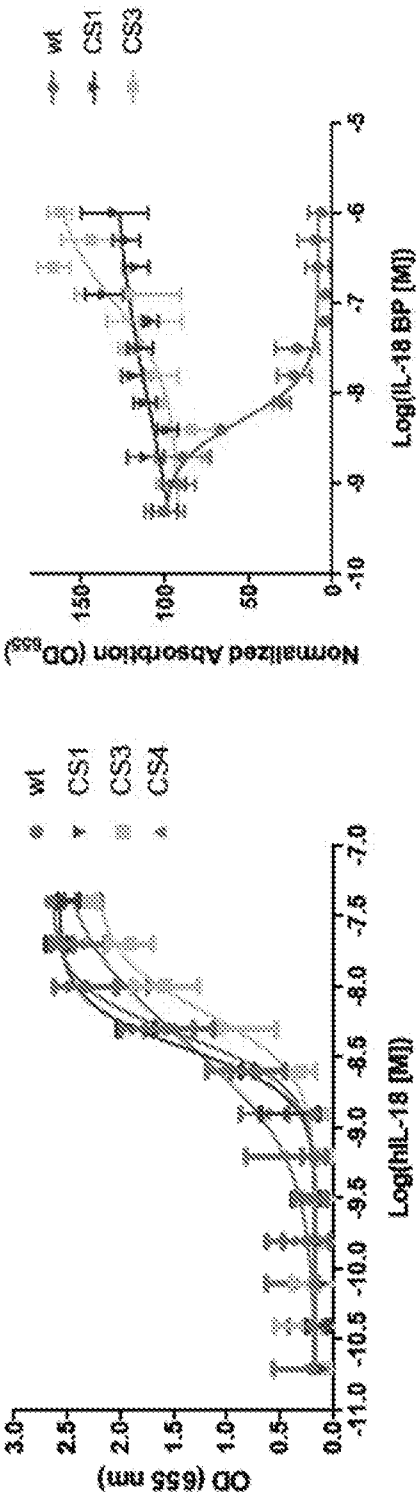 OD (655 nm)
3.0
2.5
2.0
1.5
1.0
0.5
0.0
-11.0 -10.5 -10.0 -9.5 -9.0 -8.5 -8.0 -7.5 -7.0
Log(hIL-18 [M])
wt
CS1
CS3
CS4
Normalized Absorbtion (OD 655)
150
100
50
0
-10 -9 -8 -7 -6 -5
Log(IL-18 BP [M])
wt
CS1
CS3